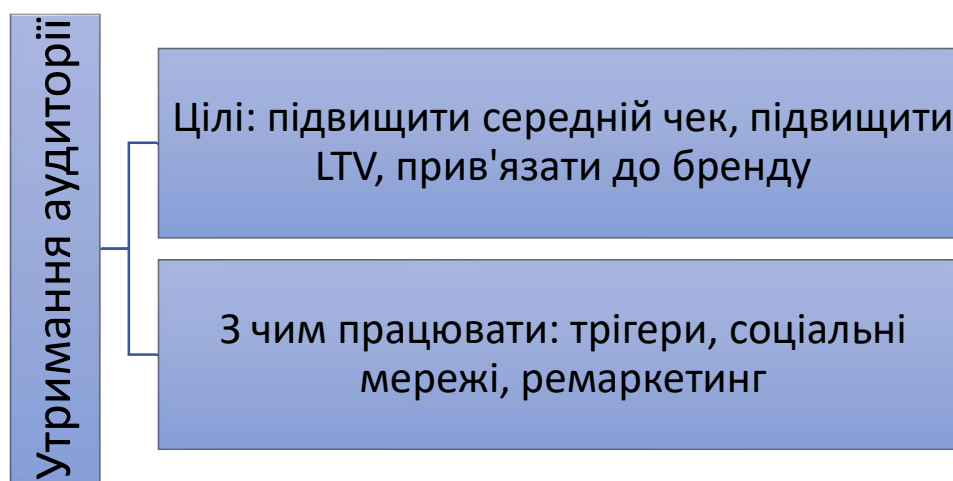 Утримання аудиторії
Цілі: підвищити середній чек, підвищити
LTV, прив'язати до бренду
З чим працювати: трігери, соціальні
мережі, ремаркетинг